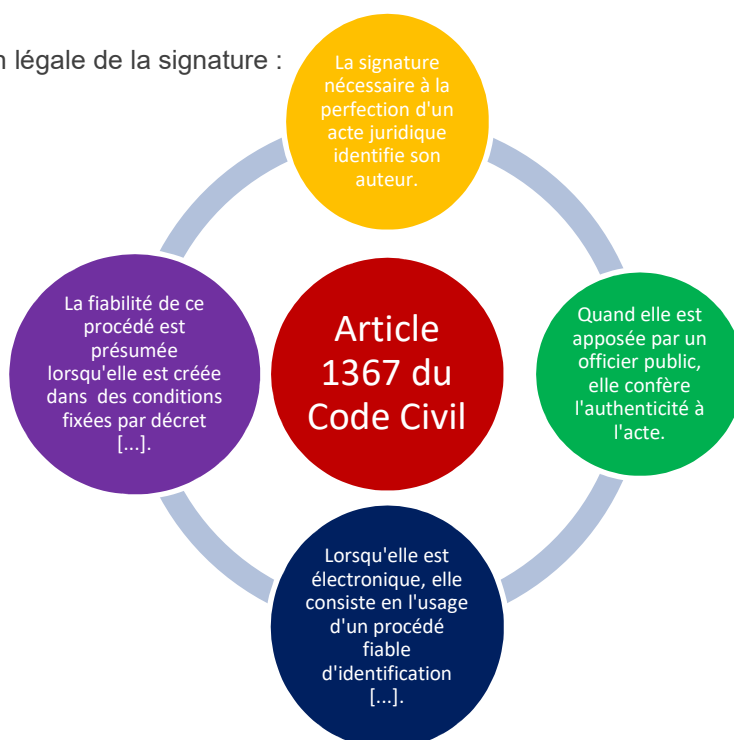 n légale de la signature :
La signature
nécessaire à la
perfection d'un
acte juridique
identifie son
auteur.
Quand elle est
apposée par un
officier public,
elle confère
l'authenticité à
l'acte.
Lorsqu'elle est
électronique, elle
consiste en l'usage
d'un procédé
fiable
d'identification
[...].
La fiabilité de ce
procédé est
présumée
lorsqu'elle est créée
dans des conditions
fixées par décret
[...].
Article
1367 du
Code Civil